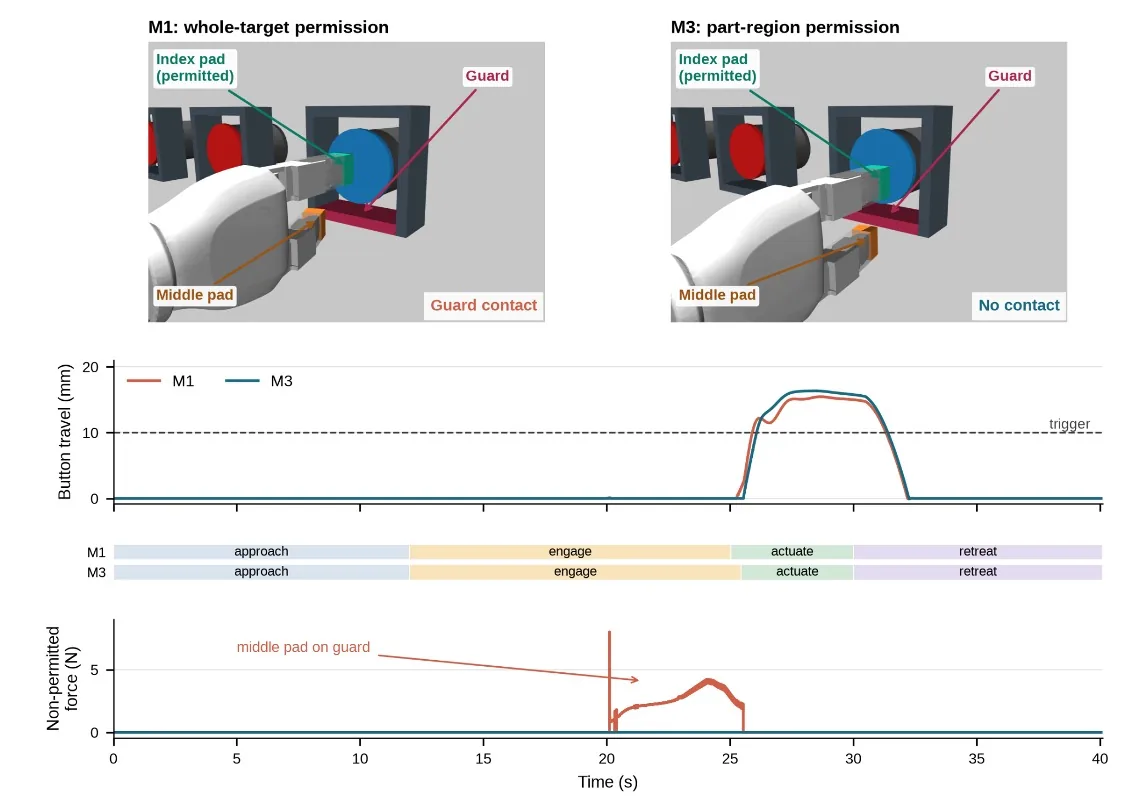 M1: whole-target permission
M3: part-region permission
Index pad
(permitted)
Guard
Middle pad
Guard contact
Index pad
(permitted)
Guard
Middle pad
No contact
Button travel (mm)
20
10
0
M1
M3
trigger
M1
approach
engage
actuate
retreat
M3
approach
engage
actuate
retreat
Non-permitted
force (N)
5
0
middle pad on guard
0
5
10
15
20
25
30
35
40
Time (s)